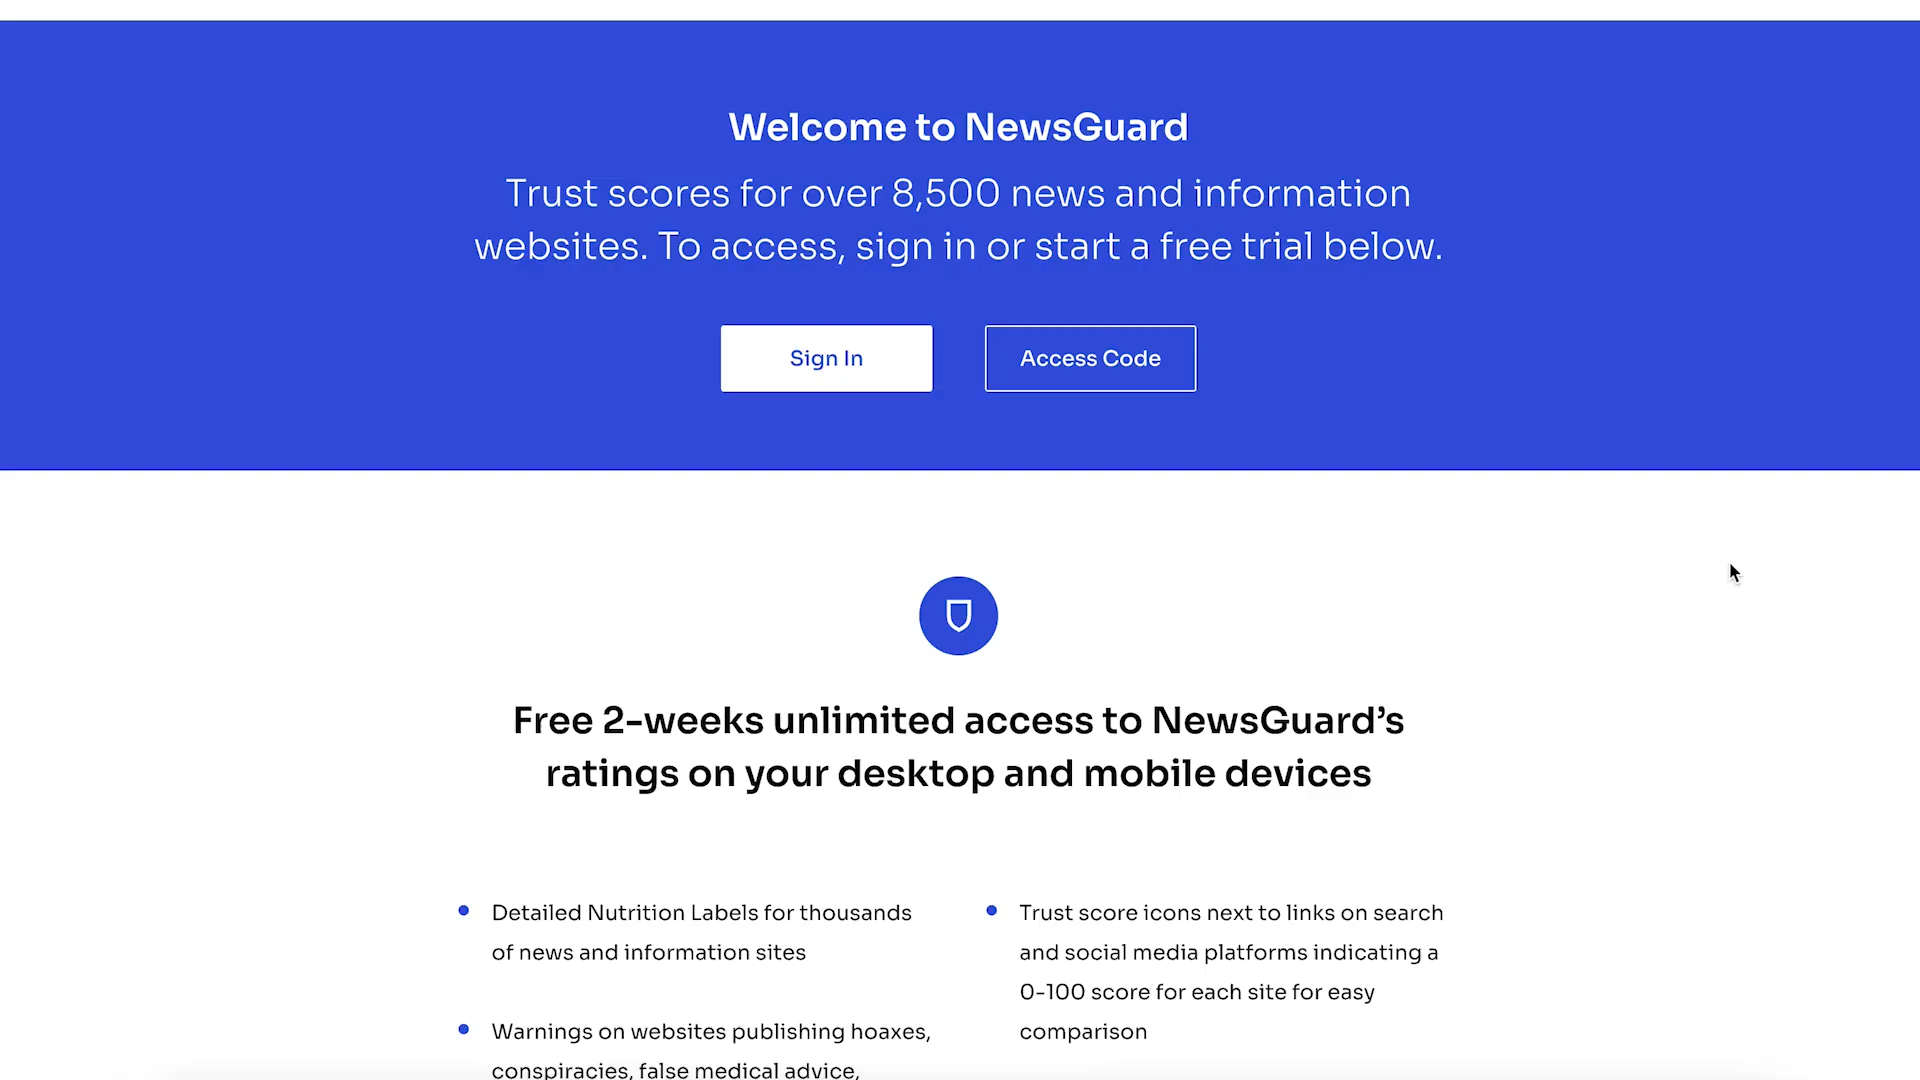 Welcome to NewsGuard
Trust scores for over 8,500 news and information
websites. To access, sign in or start a free trial below.
Sign In
Access Code
Free 2-weeks unlimited access to NewsGuard’s
ratings on your desktop and mobile devices
Detailed Nutrition Labels for thousands
of news and information sites
Warnings on websites publishing hoaxes,
conspiracies, false medical advice,
Trust score icons next to links on search
and social media platforms indicating a
0-100 score for each site for easy
comparison